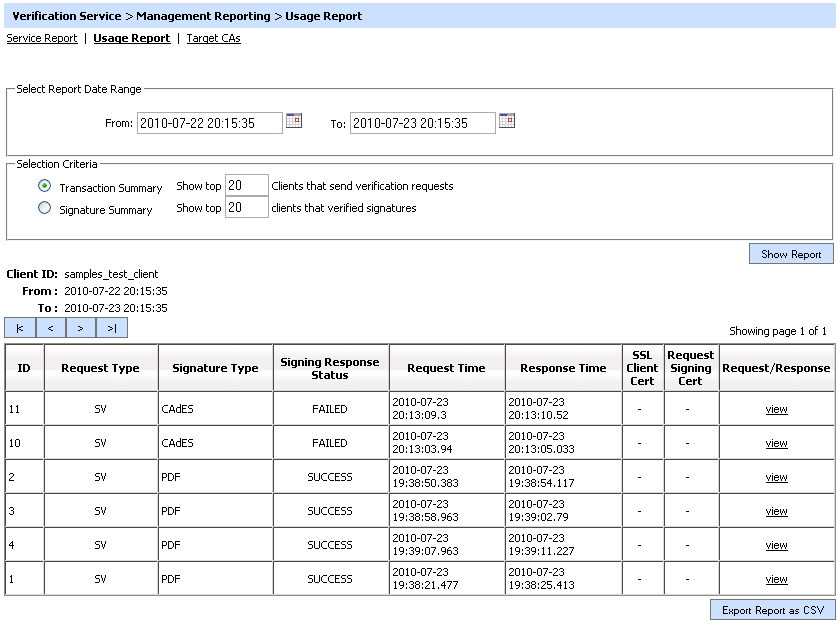 Verification Service > Management Reporting > Usage Report
Service Report | Usage Report | Target CAs
Select Report Date Range
From: 2010-07-22 20:15:35 To: 2010-07-23 20:15:35
Selection Criteria
Transaction Summary Show top 20 Clients that send verification requests
Signature Summary Show top 20 clients that verified signatures
Show Report
Client ID: samples_test_client
From : 2010-07-22 20:15:35
To : 2010-07-23 20:15:35
|< < > >| Showing page 1 of 1
ID Request Type Signature Type Signing Response Status Request Time Response Time SSL Client Cert Request Signing Cert Request/Response
11 SV CAdES FAILED 2010-07-23 20:13:09.3 2010-07-23 20:13:10.52 - - view
10 SV CAdES FAILED 2010-07-23 20:13:03.94 2010-07-23 20:13:05.033 - - view
2 SV PDF SUCCESS 2010-07-23 19:38:50.383 2010-07-23 19:38:54.117 - - view
3 SV PDF SUCCESS 2010-07-23 19:38:58.963 2010-07-23 19:39:02.79 - - view
4 SV PDF SUCCESS 2010-07-23 19:39:07.963 2010-07-23 19:39:11.227 - - view
1 SV PDF SUCCESS 2010-07-23 19:38:21.477 2010-07-23 19:38:25.413 - - view
Export Report as CSV